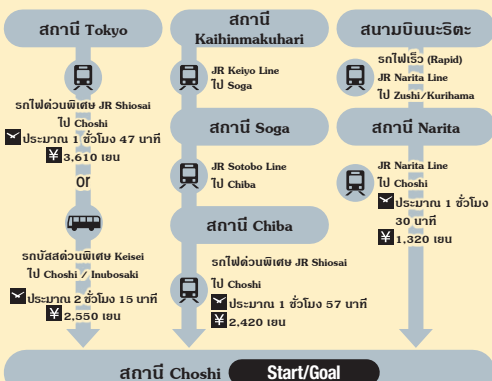 สถานี Tokyo
รถไฟด่วนพิเศษ JR Shiosai
ไป Choshi
ประมาณ 1 ชั่วโมง 47 นาที
¥ 3,610 เยน
or
รถบัสด่วนพิเศษ Keisei
ไป Choshi / Inubosaki
ประมาณ 2 ชั่วโมง 15 นาที
¥ 2,550 เยน
สถานี
Kaihinmakuhari
JR Keiyo Line
ไป Soga
สถานี Soga
JR Sotobo Line
ไป Chiba
สถานี Chiba
รถไฟด่วนพิเศษ JR Shiosai
ไป Choshi
ประมาณ 1 ชั่วโมง 57 นาที
¥ 2,420 เยน
สนามบินนะริตะ
รถไฟเร็ว (Rapid)
JR Narita Line
ไป Zushi/Kurihama
สถานี Narita
JR Narita Line
ไป Choshi
ประมาณ 1 ชั่วโมง
30 นาที
¥ 1,320 เยน
สถานี Choshi Start/Goal